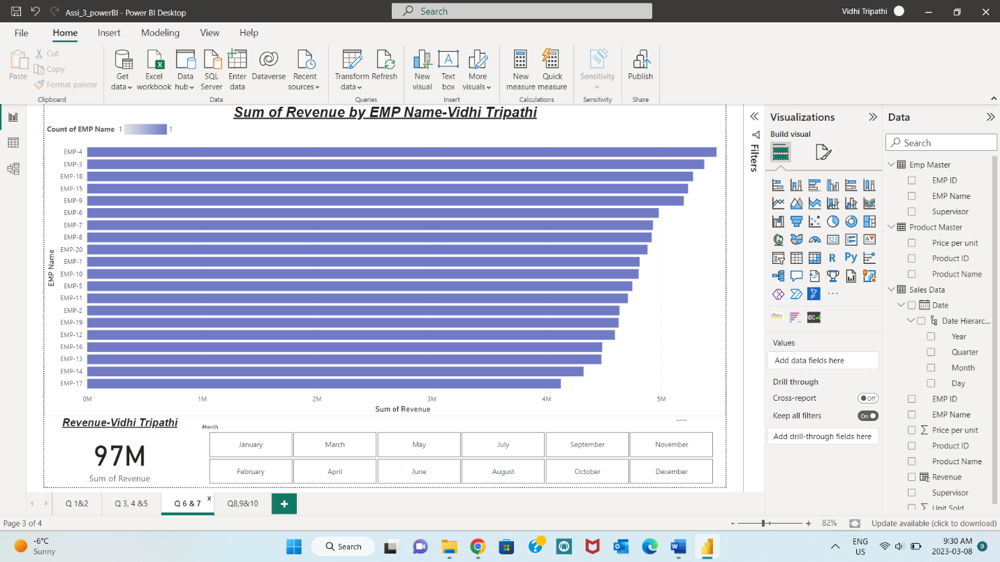 Assi_3_powerBI - Power BI Desktop
Search
Vidhi Tripathi
File Home Insert Modeling View Help
Paste
Cut
Copy
Format painter
Clipboard
Get data
Excel workbook
Data hub
SQL Server
Enter data
Dataverse
Recent sources
Data
Transform data
Refresh
Queries
New visual
Text box
More visuals
Insert
New measure
Quick measure
Calculations
Sensitivity
Sensitivity
Publish
Share
Sum of Revenue by EMP Name-Vidhi Tripathi
Count of EMP Name 1 1
EMP Name
EMP-4
EMP-3
EMP-18
EMP-15
EMP-9
EMP-6
EMP-7
EMP-8
EMP-20
EMP-1
EMP-10
EMP-5
EMP-11
EMP-2
EMP-19
EMP-12
EMP-16
EMP-13
EMP-14
EMP-17
0M 1M 2M 3M 4M 5M
Sum of Revenue
Revenue-Vidhi Tripathi
97M
Sum of Revenue
Month
January March May July September November
February April June August October December
Filters
Visualizations
Build visual
123
R Py
Values
Add data fields here
Drill through
Cross-report Off
Keep all filters On
Add drill-through fields here
Data
Search
Emp Master
EMP ID
EMP Name
Supervisor
Product Master
Price per unit
Product ID
Product Name
Sales Data
Date
Date Hierarc...
Year
Quarter
Month
Day
EMP ID
EMP Name
Price per unit
Product ID
Product Name
Revenue
Supervisor
Unit Sold
Q 1&2 Q 3, 4 &5 Q 6 & 7 x Q8,9&10 +
Page 3 of 4
- + 82%
Update available (click to download)
-6°C
Sunny
Search
ENG
US
9:30 AM
2023-03-08
9